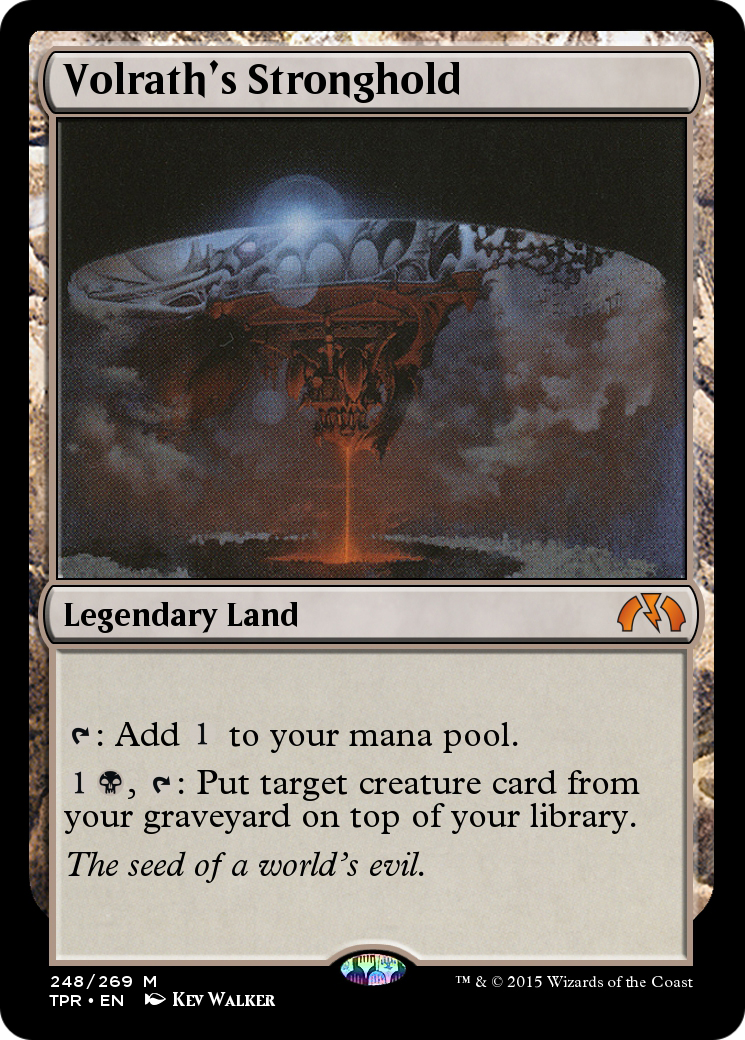 Volrath's Stronghold
Legendary Land
: Add 1 to your mana pool.
1 , : Put target creature card from
your graveyard on top of your library.
The seed of a world's evil.
248/269 M
TPR • EN Kev Walker
™ & © 2015 Wizards of the Coast